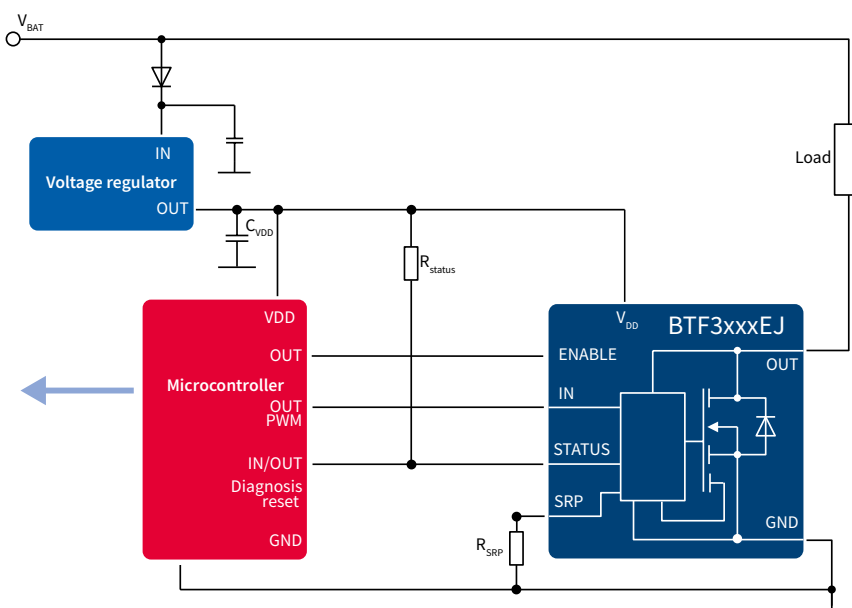 VBAT
IN
Voltage regulator
OUT
CVDD
Load
Rstatus
VDD
VDD
BTF3xxxEJ
OUT
ENABLE
OUT
Microcontroller
IN
OUT
PWM
STATUS
IN/OUT
Diagnosis
reset
SRP
GND
GND
RSRP